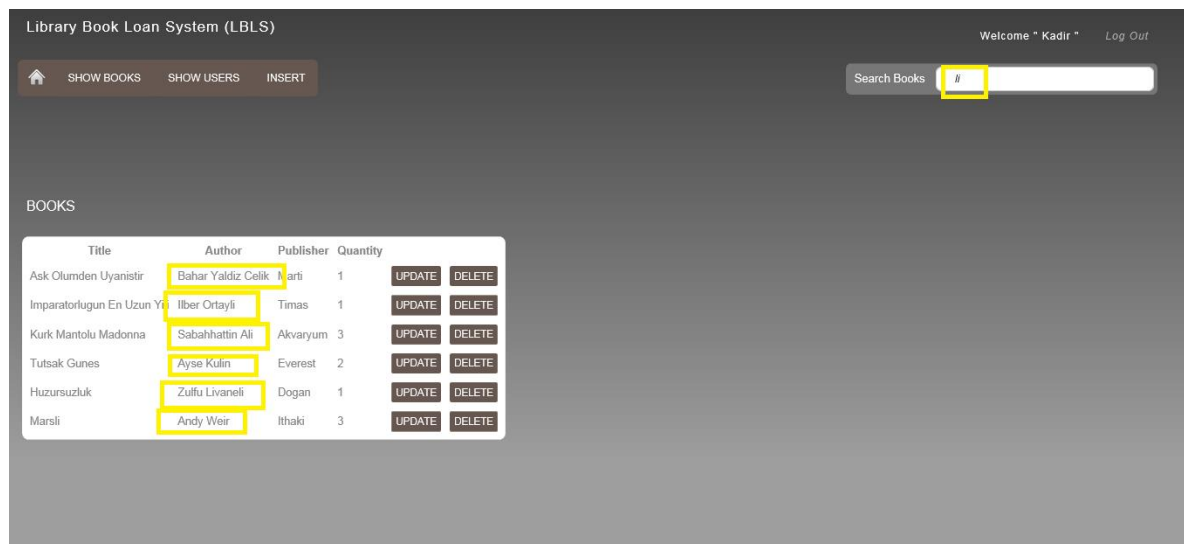 Library Book Loan System (LBLS)
Welcome " Kadir " Log Out
SHOW BOOKS SHOW USERS INSERT
Search Books li
BOOKS
Title Author Publisher Quantity
Ask Olumden Uyanistir Bahar Yaldiz Celik Marti 1 UPDATE DELETE
Imparatorlugun En Uzun Ilber Ortayli Timas 1 UPDATE DELETE
Kurk Mantolu Madonna Sabahhattin Ali Akvaryum 3 UPDATE DELETE
Tutsak Gunes Ayse Kulin Everest 2 UPDATE DELETE
Huzursuzluk Zulfu Livaneli Dogan 1 UPDATE DELETE
Marsli Andy Weir Ithaki 3 UPDATE DELETE